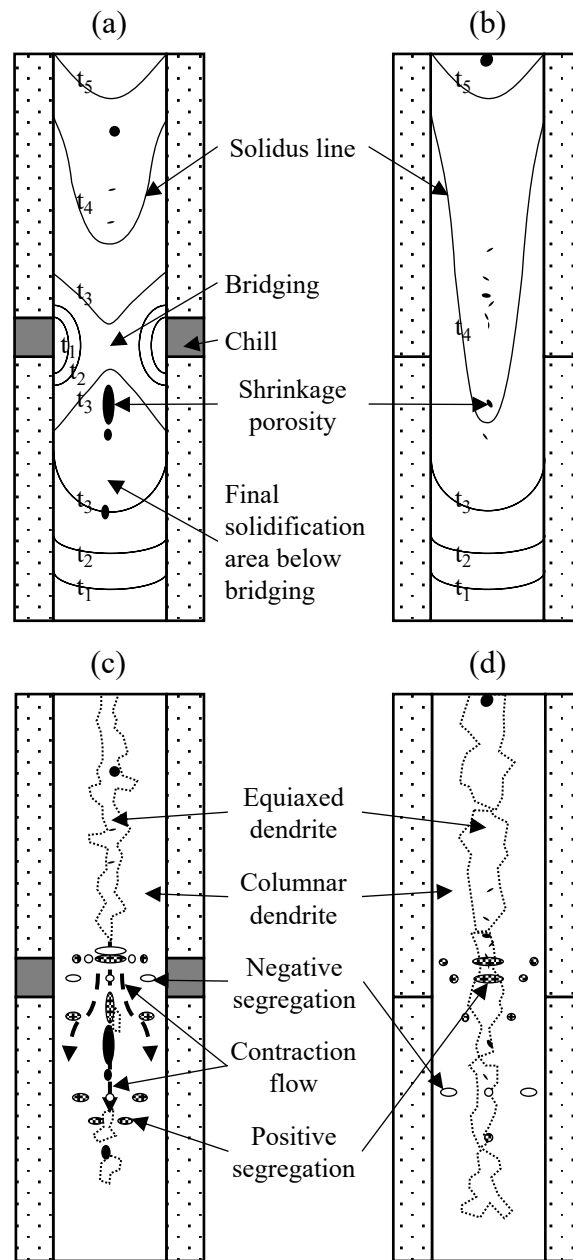 (a)
(b)
t₅
t₅
Solidus line
t₄
t₃
Bridging
t₄
t₁
Chill
t₂
t₃
Shrinkage
porosity
t₃
Final
solidification
area below
bridging
t₃
t₂
t₂
t₁
t₁
(c)
(d)
Equiaxed
dendrite
Columnar
dendrite
Negative
segregation
Contraction
flow
Positive
segregation